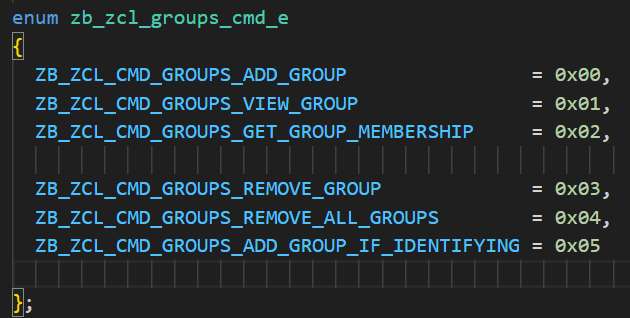 enum zb_zcl_groups_cmd_e
{
ZB_ZCL_CMD_GROUPS_ADD_GROUP = 0x00,
ZB_ZCL_CMD_GROUPS_VIEW_GROUP = 0x01,
ZB_ZCL_CMD_GROUPS_GET_GROUP_MEMBERSHIP = 0x02,
ZB_ZCL_CMD_GROUPS_REMOVE_GROUP = 0x03,
ZB_ZCL_CMD_GROUPS_REMOVE_ALL_GROUPS = 0x04,
ZB_ZCL_CMD_GROUPS_ADD_GROUP_IF_IDENTIFYING = 0x05
};